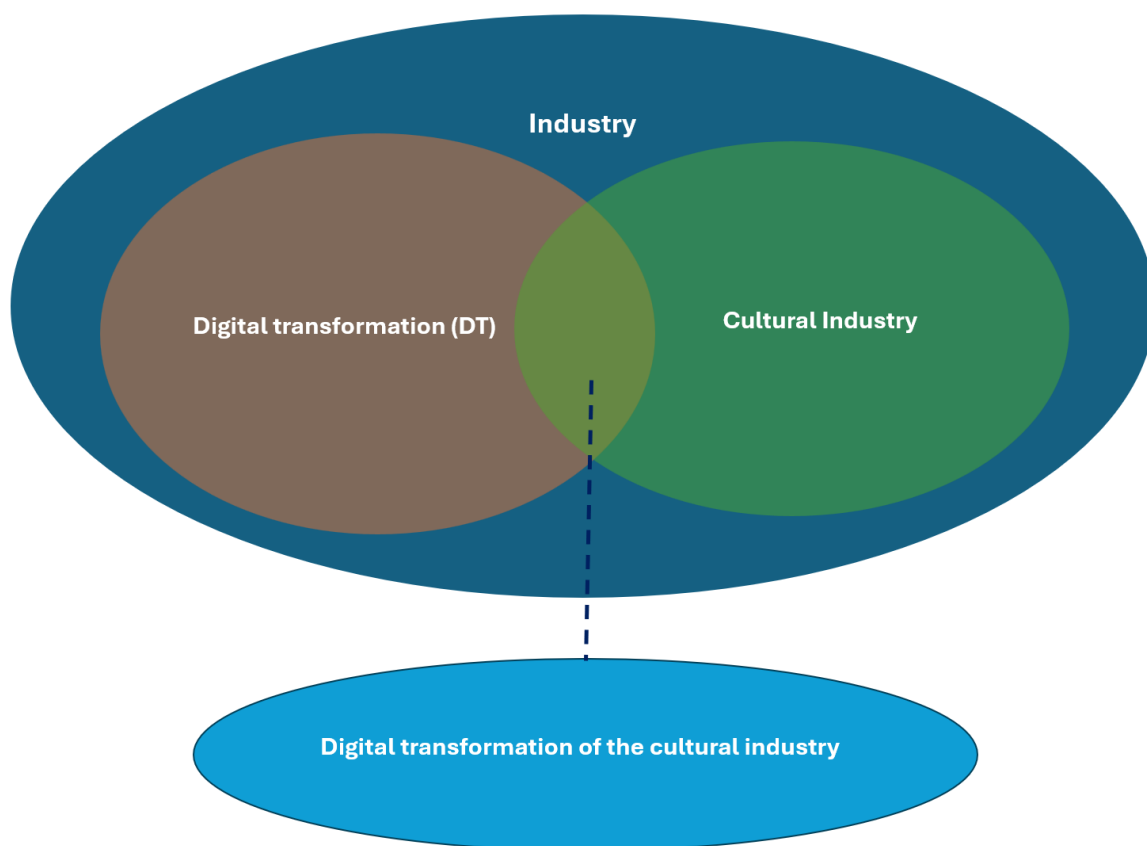 Industry
Digital transformation (DT)
Cultural Industry
Digital transformation of the cultural industry